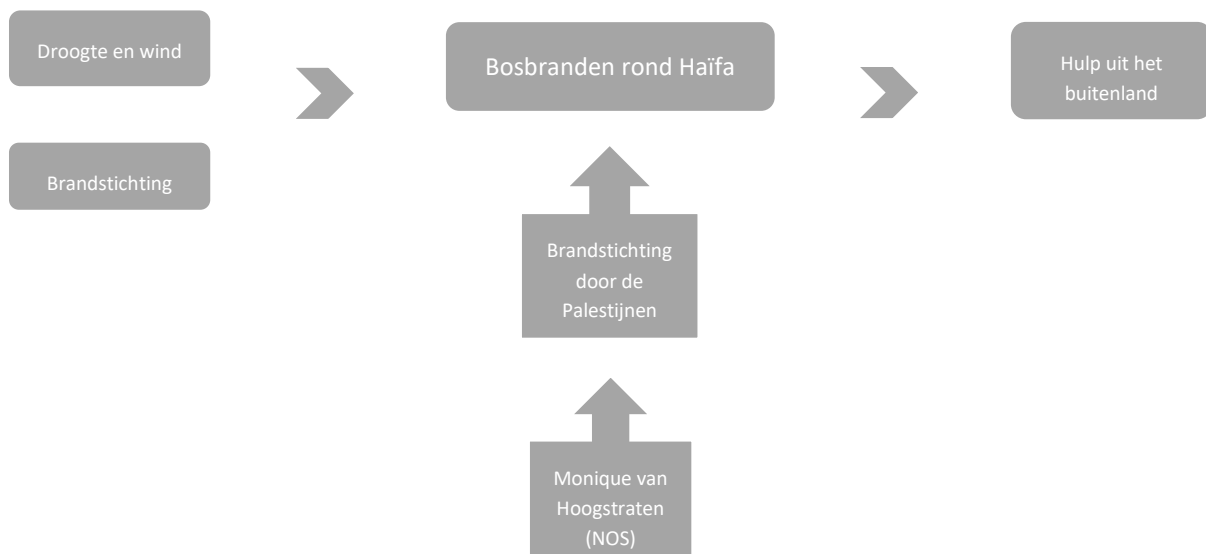 Droogte en wind
Bosbranden rond Haïfa
Hulp uit het
buitenland
Brandstichting
Brandstichting
door de
Palestijnen
Monique van
Hoogstraten
(NOS)